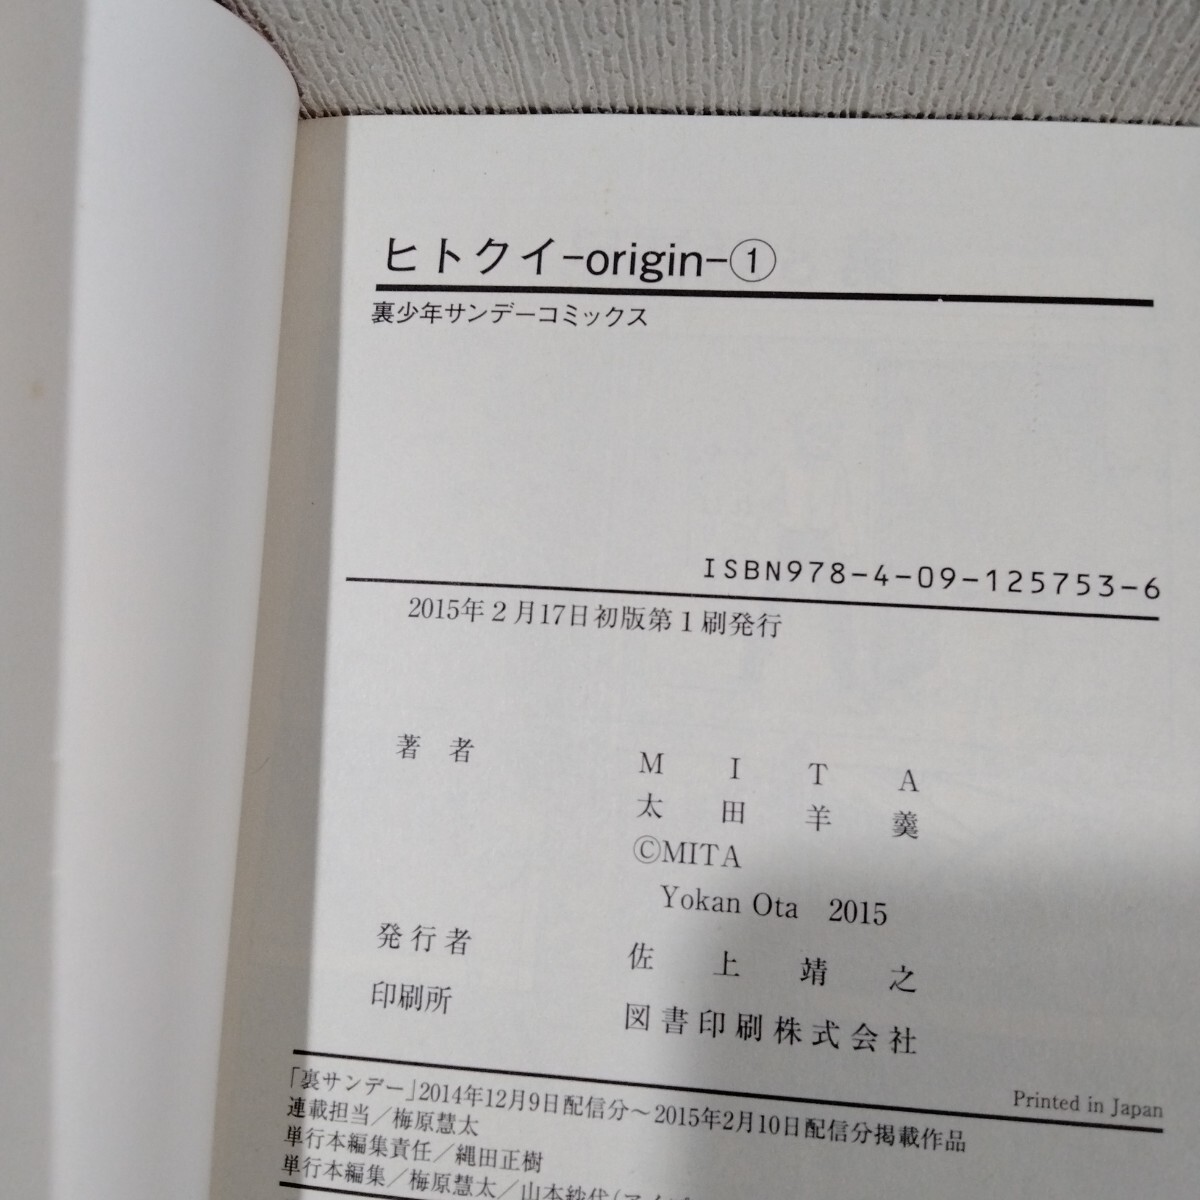 ヒトクイ-origin-①
裏少年サンデーコミックス
ISBN978-4-09-125753-6
2015年2月17日初版第1刷発行
著者 MITA
太田羊羹
©MITA
Yokan Ota 2015
発行者 佐上靖之
印刷所 図書印刷株式会社
Printed in Japan
「裏サンデー」2014年12月9日配信分～2015年2月10日配信分掲載作品
連載担当／梅原慧太
単行本編集責任／縄田正樹
単行本編集／梅原慧太／山本紗代